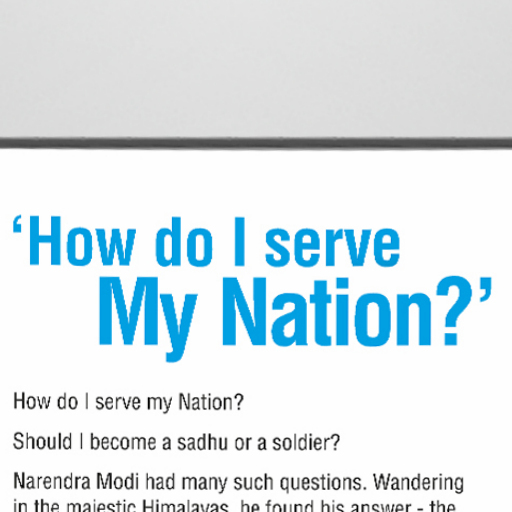 ‘How do I serve
My Nation?’
How do I serve my Nation?
Should I become a sadhu or a soldier?
Narendra Modi had many such questions. Wandering
in the majestic Himalayas, he found his answer - the